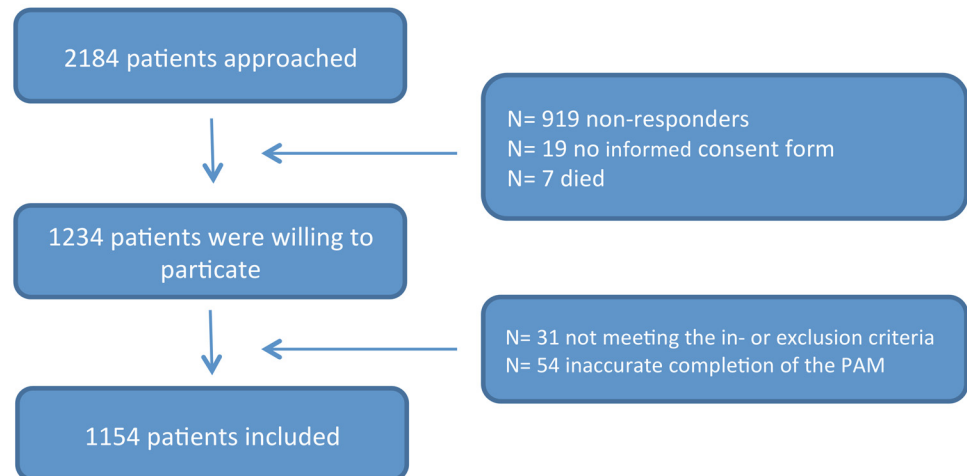 2184 patients approached
N= 919 non-responders
N= 19 no informed consent form
N= 7 died
1234 patients were willing to
particate
N= 31 not meeting the in- or exclusion criteria
N= 54 inaccurate completion of the PAM
1154 patients included